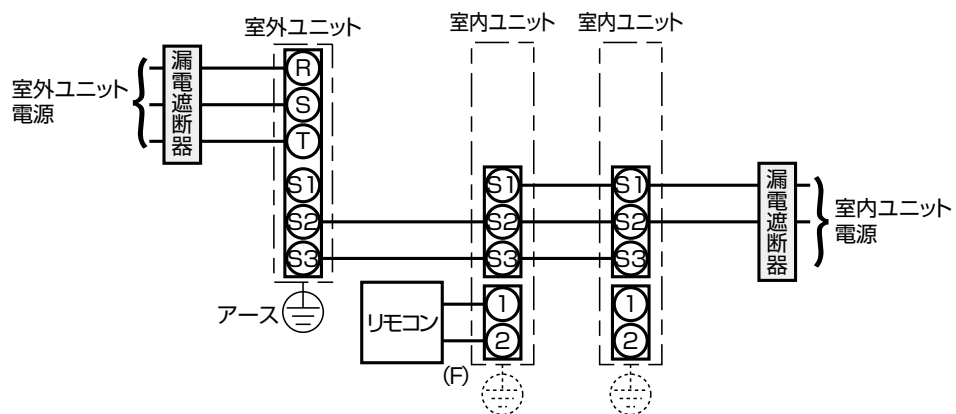 室外ユニット
室内ユニット
室内ユニット
漏電遮断器
室外ユニット
電源
R
S
T
S1
S2
S3
アース
S1
S2
S3
1
2
リモコン
(F)
S1
S2
S3
1
2
漏電遮断器
室内ユニット
電源